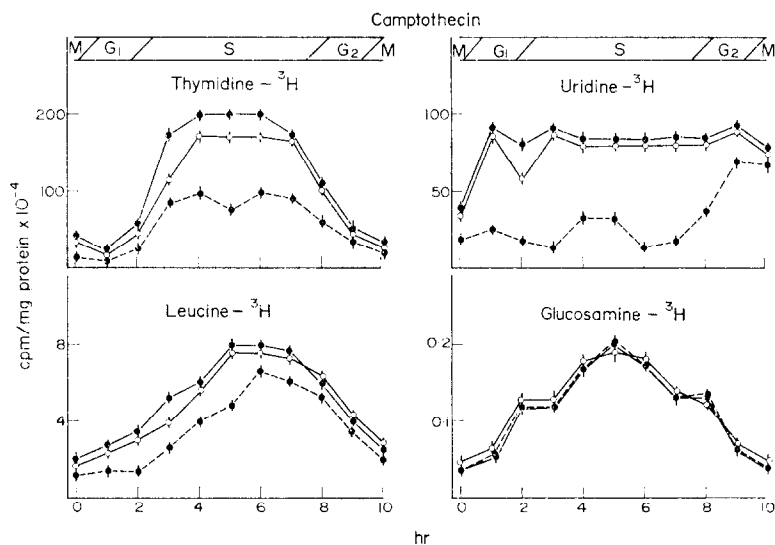 Camptothecin
M G₁ S G₂ M
M G₁ S G₂ M
Thymidine – ³H
Uridine – ³H
200
100
100
50
cpm/mg protein × 10⁻⁴
Leucine – ³H
Glucosamine – ³H
8
4
0·2
0·1
0 2 4 6 8 10
0 2 4 6 8 10
hr